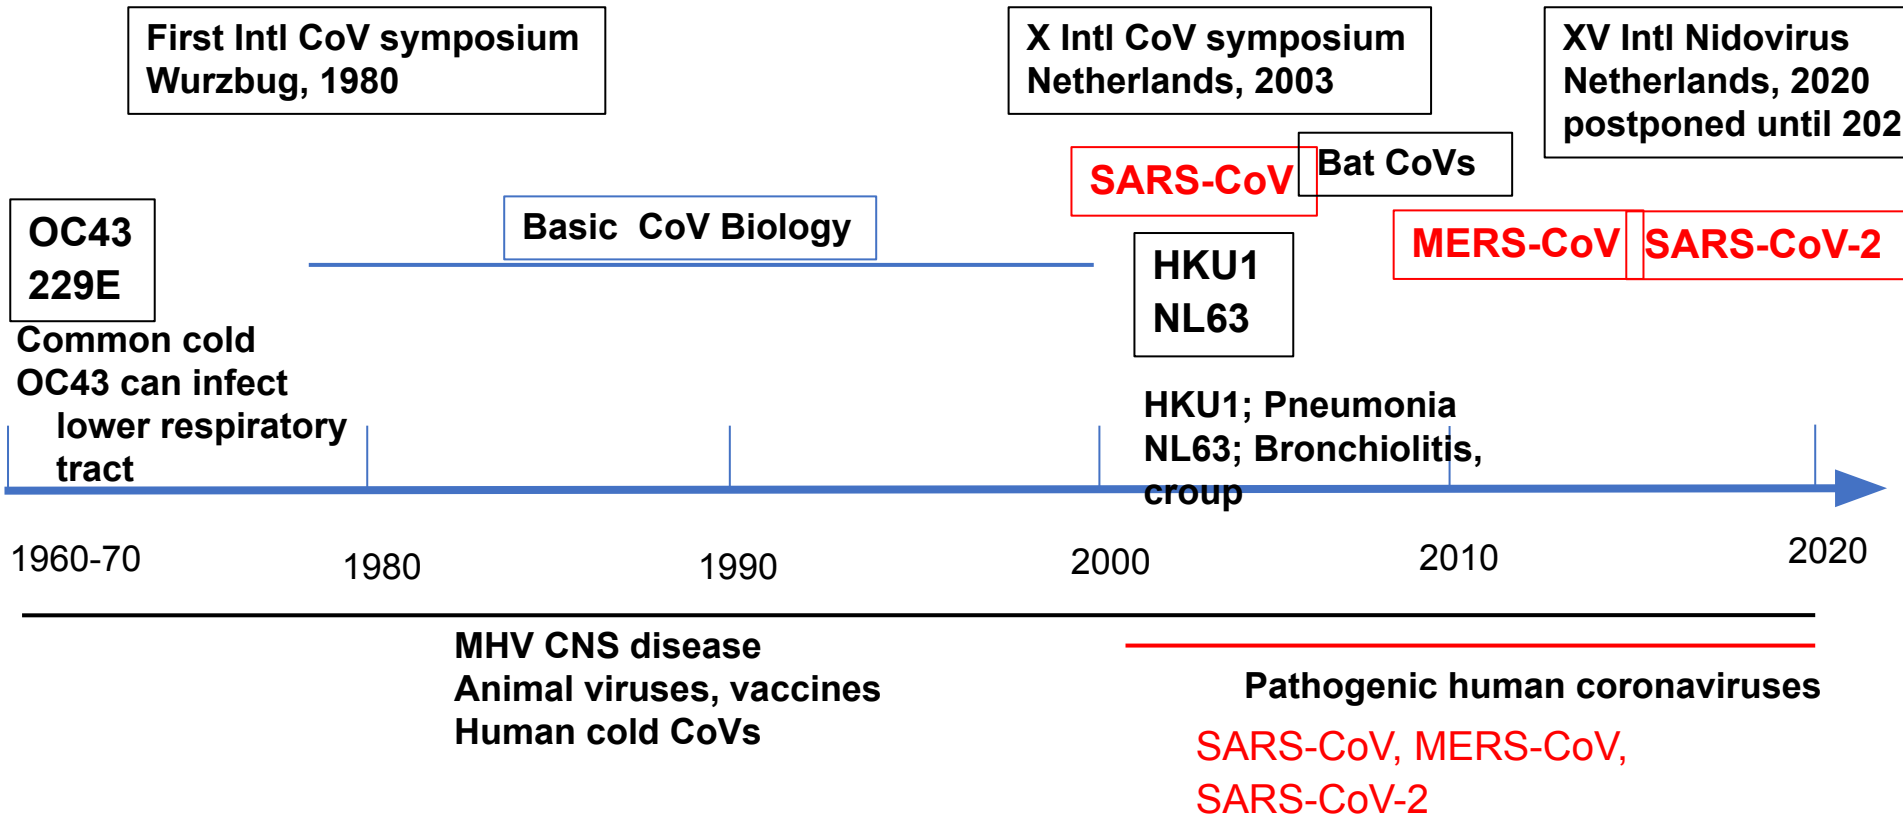 First Intl CoV symposium
Wurzbug, 1980
X Intl CoV symposium
Netherlands, 2003
XV Intl Nidovirus
Netherlands, 2020
postponed until 202
SARS-CoV
Bat CoVs
OC43
229E
Basic CoV Biology
MERS-CoV
SARS-CoV-2
HKU1
NL63
Common cold
OC43 can infect
lower respiratory
tract
HKU1; Pneumonia
NL63; Bronchiolitis,
croup
1960-70
1980
1990
2000
2010
2020
MHV CNS disease
Animal viruses, vaccines
Human cold CoVs
Pathogenic human coronaviruses
SARS-CoV, MERS-CoV,
SARS-CoV-2